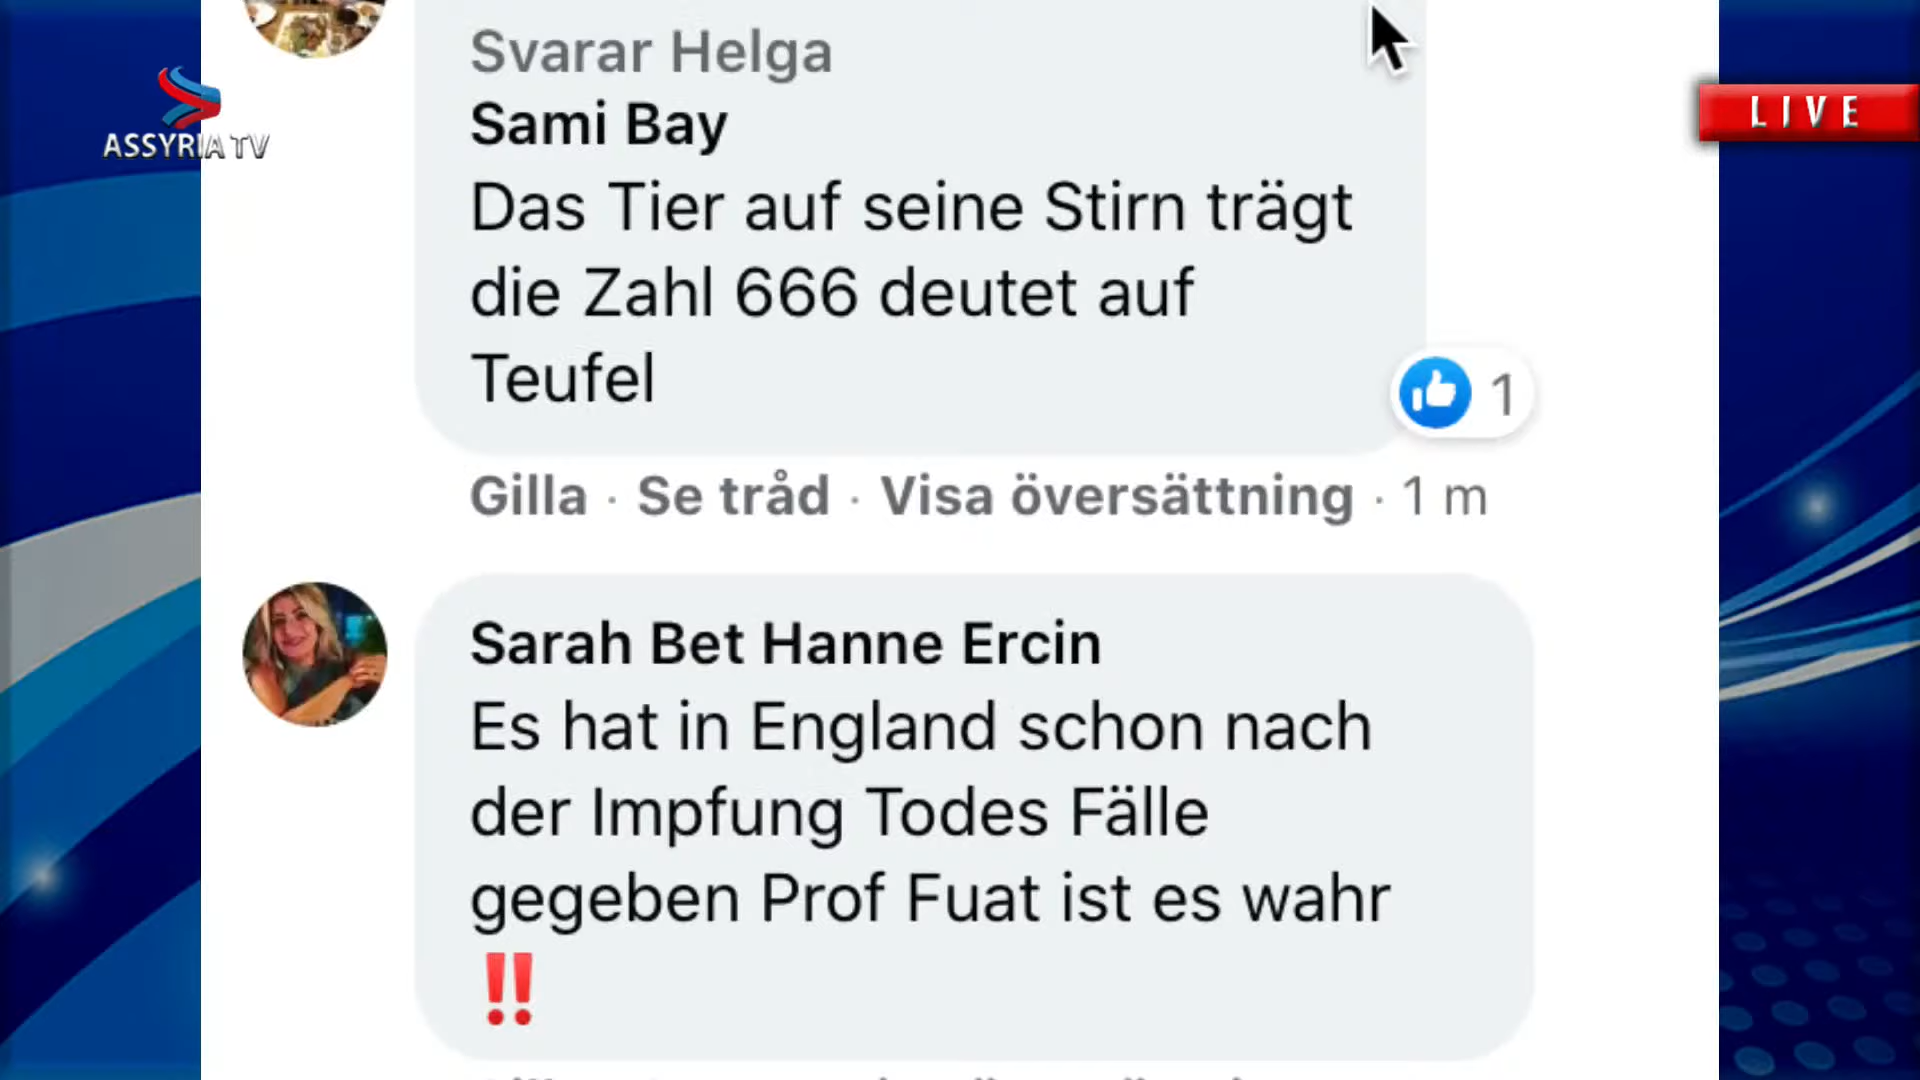 Svarar Helga
Sami Bay
Das Tier auf seine Stirn trägt
die Zahl 666 deutet auf
Teufel
1
Gilla · Se tråd · Visa översättning · 1 m
Sarah Bet Hanne Ercin
Es hat in England schon nach
der Impfung Todes Fälle
gegeben Prof Fuat ist es wahr
‼️
ASSYRIA TV
LIVE